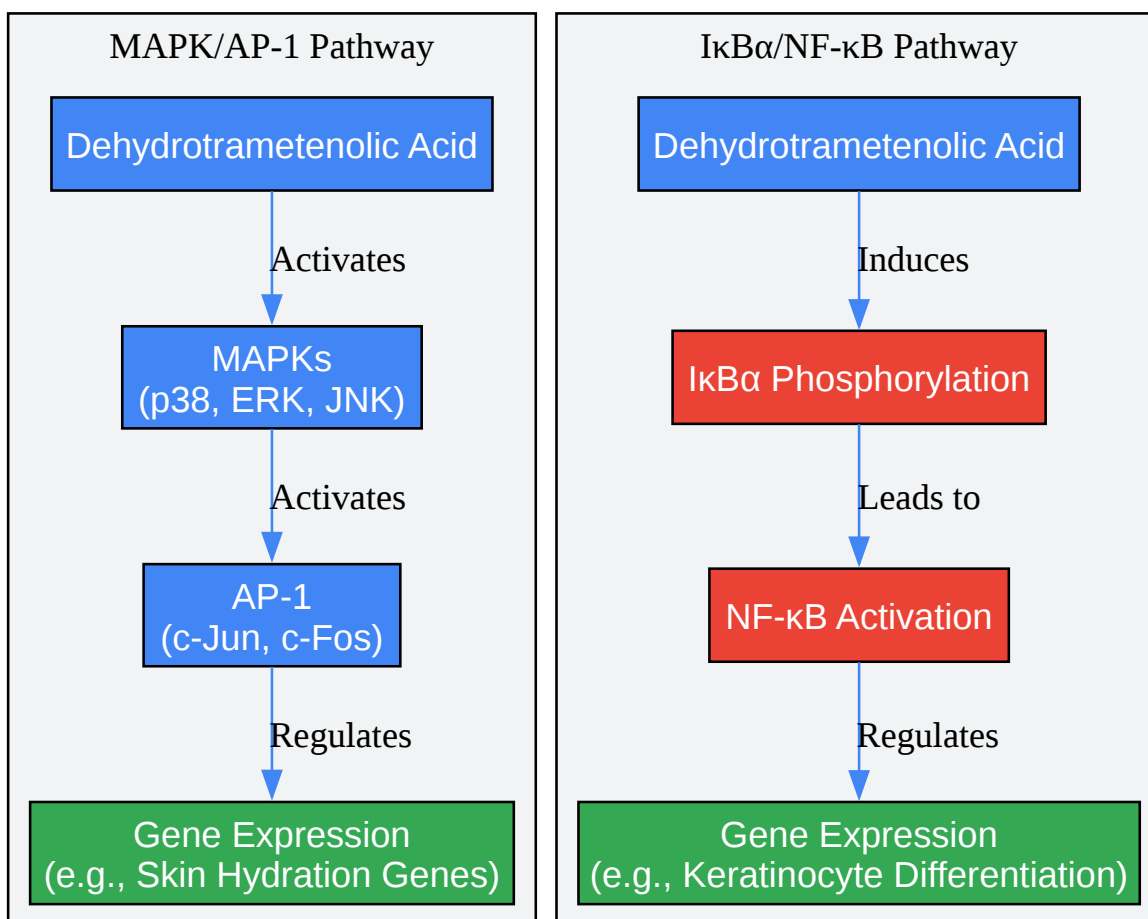 MAPK/AP-1 Pathway
Dehydrotrametenolic Acid
Activates
MAPKs
(p38, ERK, JNK)
Activates
AP-1
(c-Jun, c-Fos)
Regulates
Gene Expression
(e.g., Skin Hydration Genes)
IκBα/NF-κB Pathway
Dehydrotrametenolic Acid
Induces
IκBα Phosphorylation
Leads to
NF-κB Activation
Regulates
Gene Expression
(e.g., Keratinocyte Differentiation)